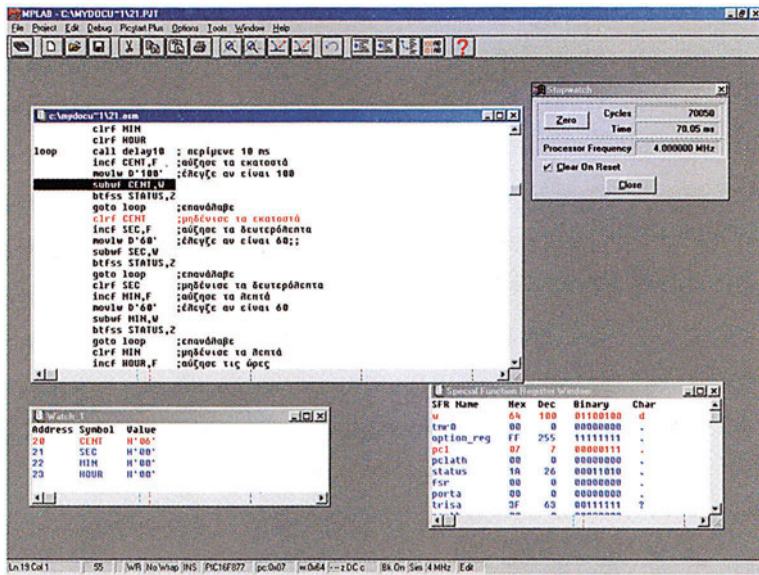 MPLAB - C:\MYDOCU~1\21.PJT
File Project Edit Debug Picstart Plus Options Tools Window Help
c:\mydocu~1\21.asm
clrf MIN
clrf HOUR
loop call delay10 ; περίμενε 10 ms
incf CENT,F ;αύξησε τα εκατοστά
movlw D'100' ;έλεγξε αν είναι 100
subwf CENT,W
btfss STATUS,Z
goto loop ;επανάλαβε
clrf CENT ;μηδένισε τα εκατοστά
incf SEC,F ;αύξησε τα δευτερόλεπτα
movlw D'60' ;έλεγξε αν είναι 60;;
subwf SEC,W
btfss STATUS,Z
goto loop ;επανάλαβε
clrf SEC ;μηδένισε τα δευτερόλεπτα
incf MIN,F ;αύξησε τα λεπτά
movlw D'60' ;έλεγξε αν είναι 60
subwf MIN,W
btfss STATUS,Z
goto loop ;επανάλαβε
clrf MIN ;μηδένισε τα λεπτά
incf HOUR,F ;αύξησε τις ώρες
Stopwatch
Zero Cycles 70050
Time 70.05 ms
Processor Frequency 4.000000 MHz
Clear On Reset
Close
Watch_1
Address Symbol Value
20 CENT H'06'
21 SEC H'00'
22 MIN H'00'
23 HOUR H'00'
Special Function Register Window
SFR Name Hex Dec Binary Char
w 64 100 01100100 d
tmr0 00 0 00000000 .
option_reg FF 255 11111111 .
pcl 07 7 00000111 .
pclath 00 0 00000000 .
status 1A 26 00011010 .
fsr 00 0 00000000 .
porta 00 0 00000000 .
trisa 3F 63 00111111 ?
Ln 19 Col 1 55 WR No Wrap INS PIC16F877 pc:0x07 w:0x64 --- z DC c Bk On Sim 4 MHz Edit